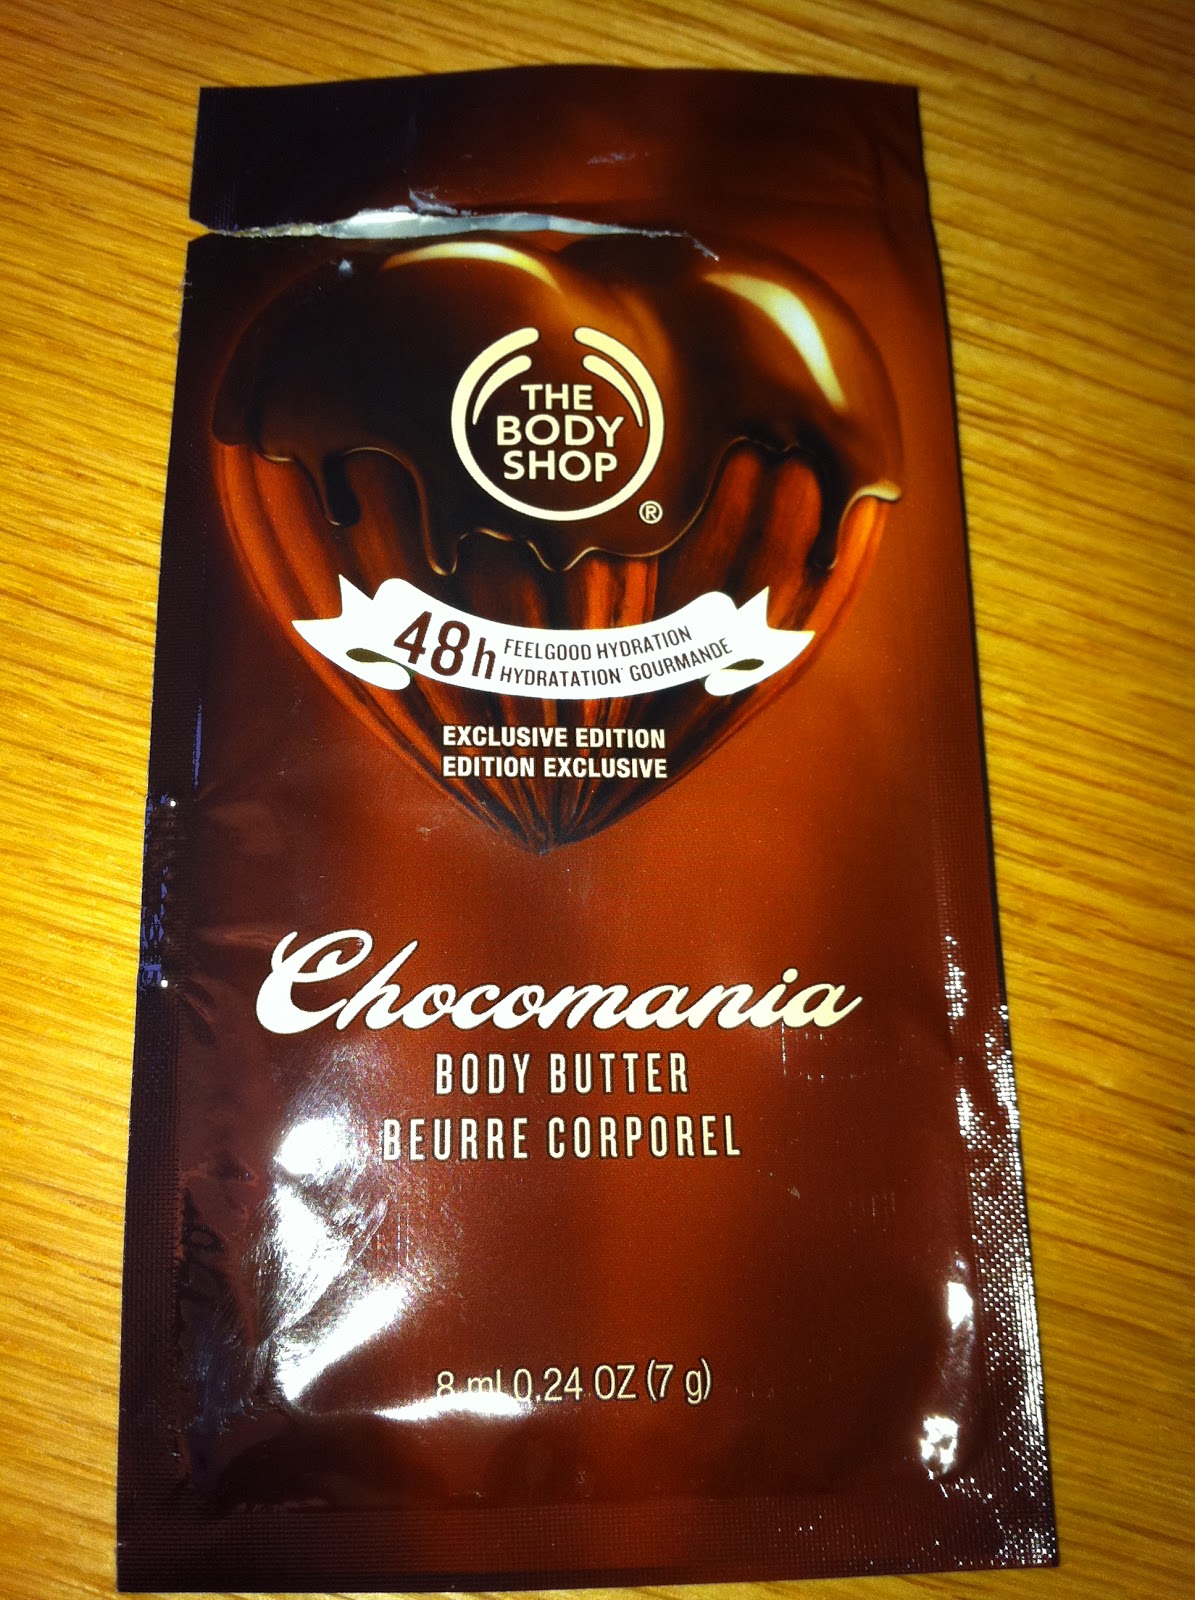 THE
BODY
SHOP
®
48h FEELGOOD HYDRATION
HYDRATATION* GOURMANDE
EXCLUSIVE EDITION
EDITION EXCLUSIVE
Chocomania
BODY BUTTER
BEURRE CORPOREL
8 ml 0.24 OZ (7 g)